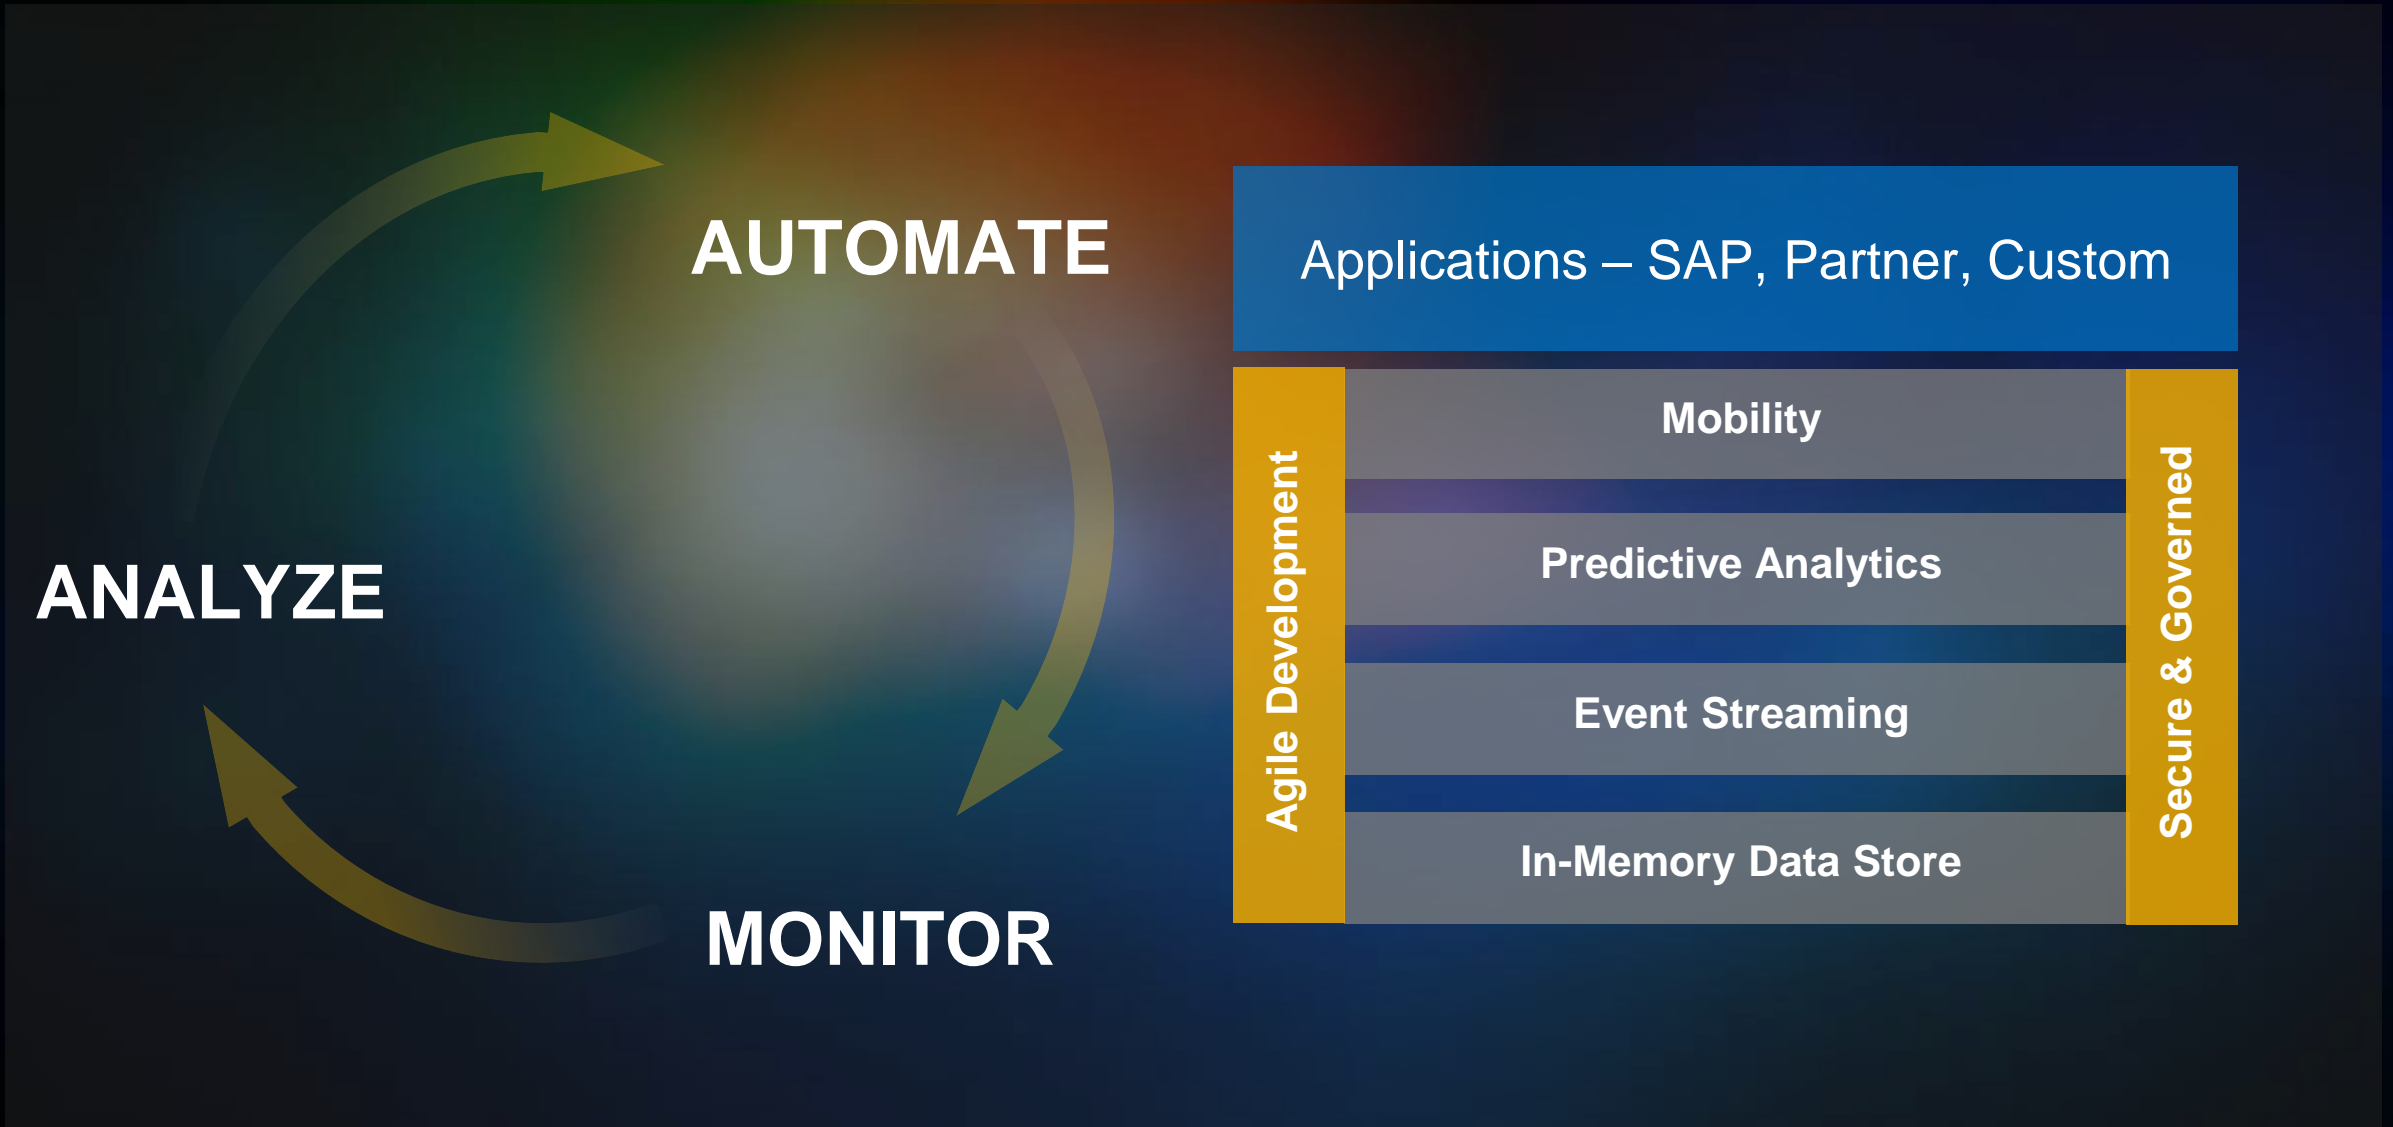 AUTOMATE
ANALYZE
MONITOR
Applications – SAP, Partner, Custom
Agile Development
Mobility
Predictive Analytics
Event Streaming
In-Memory Data Store
Secure & Governed